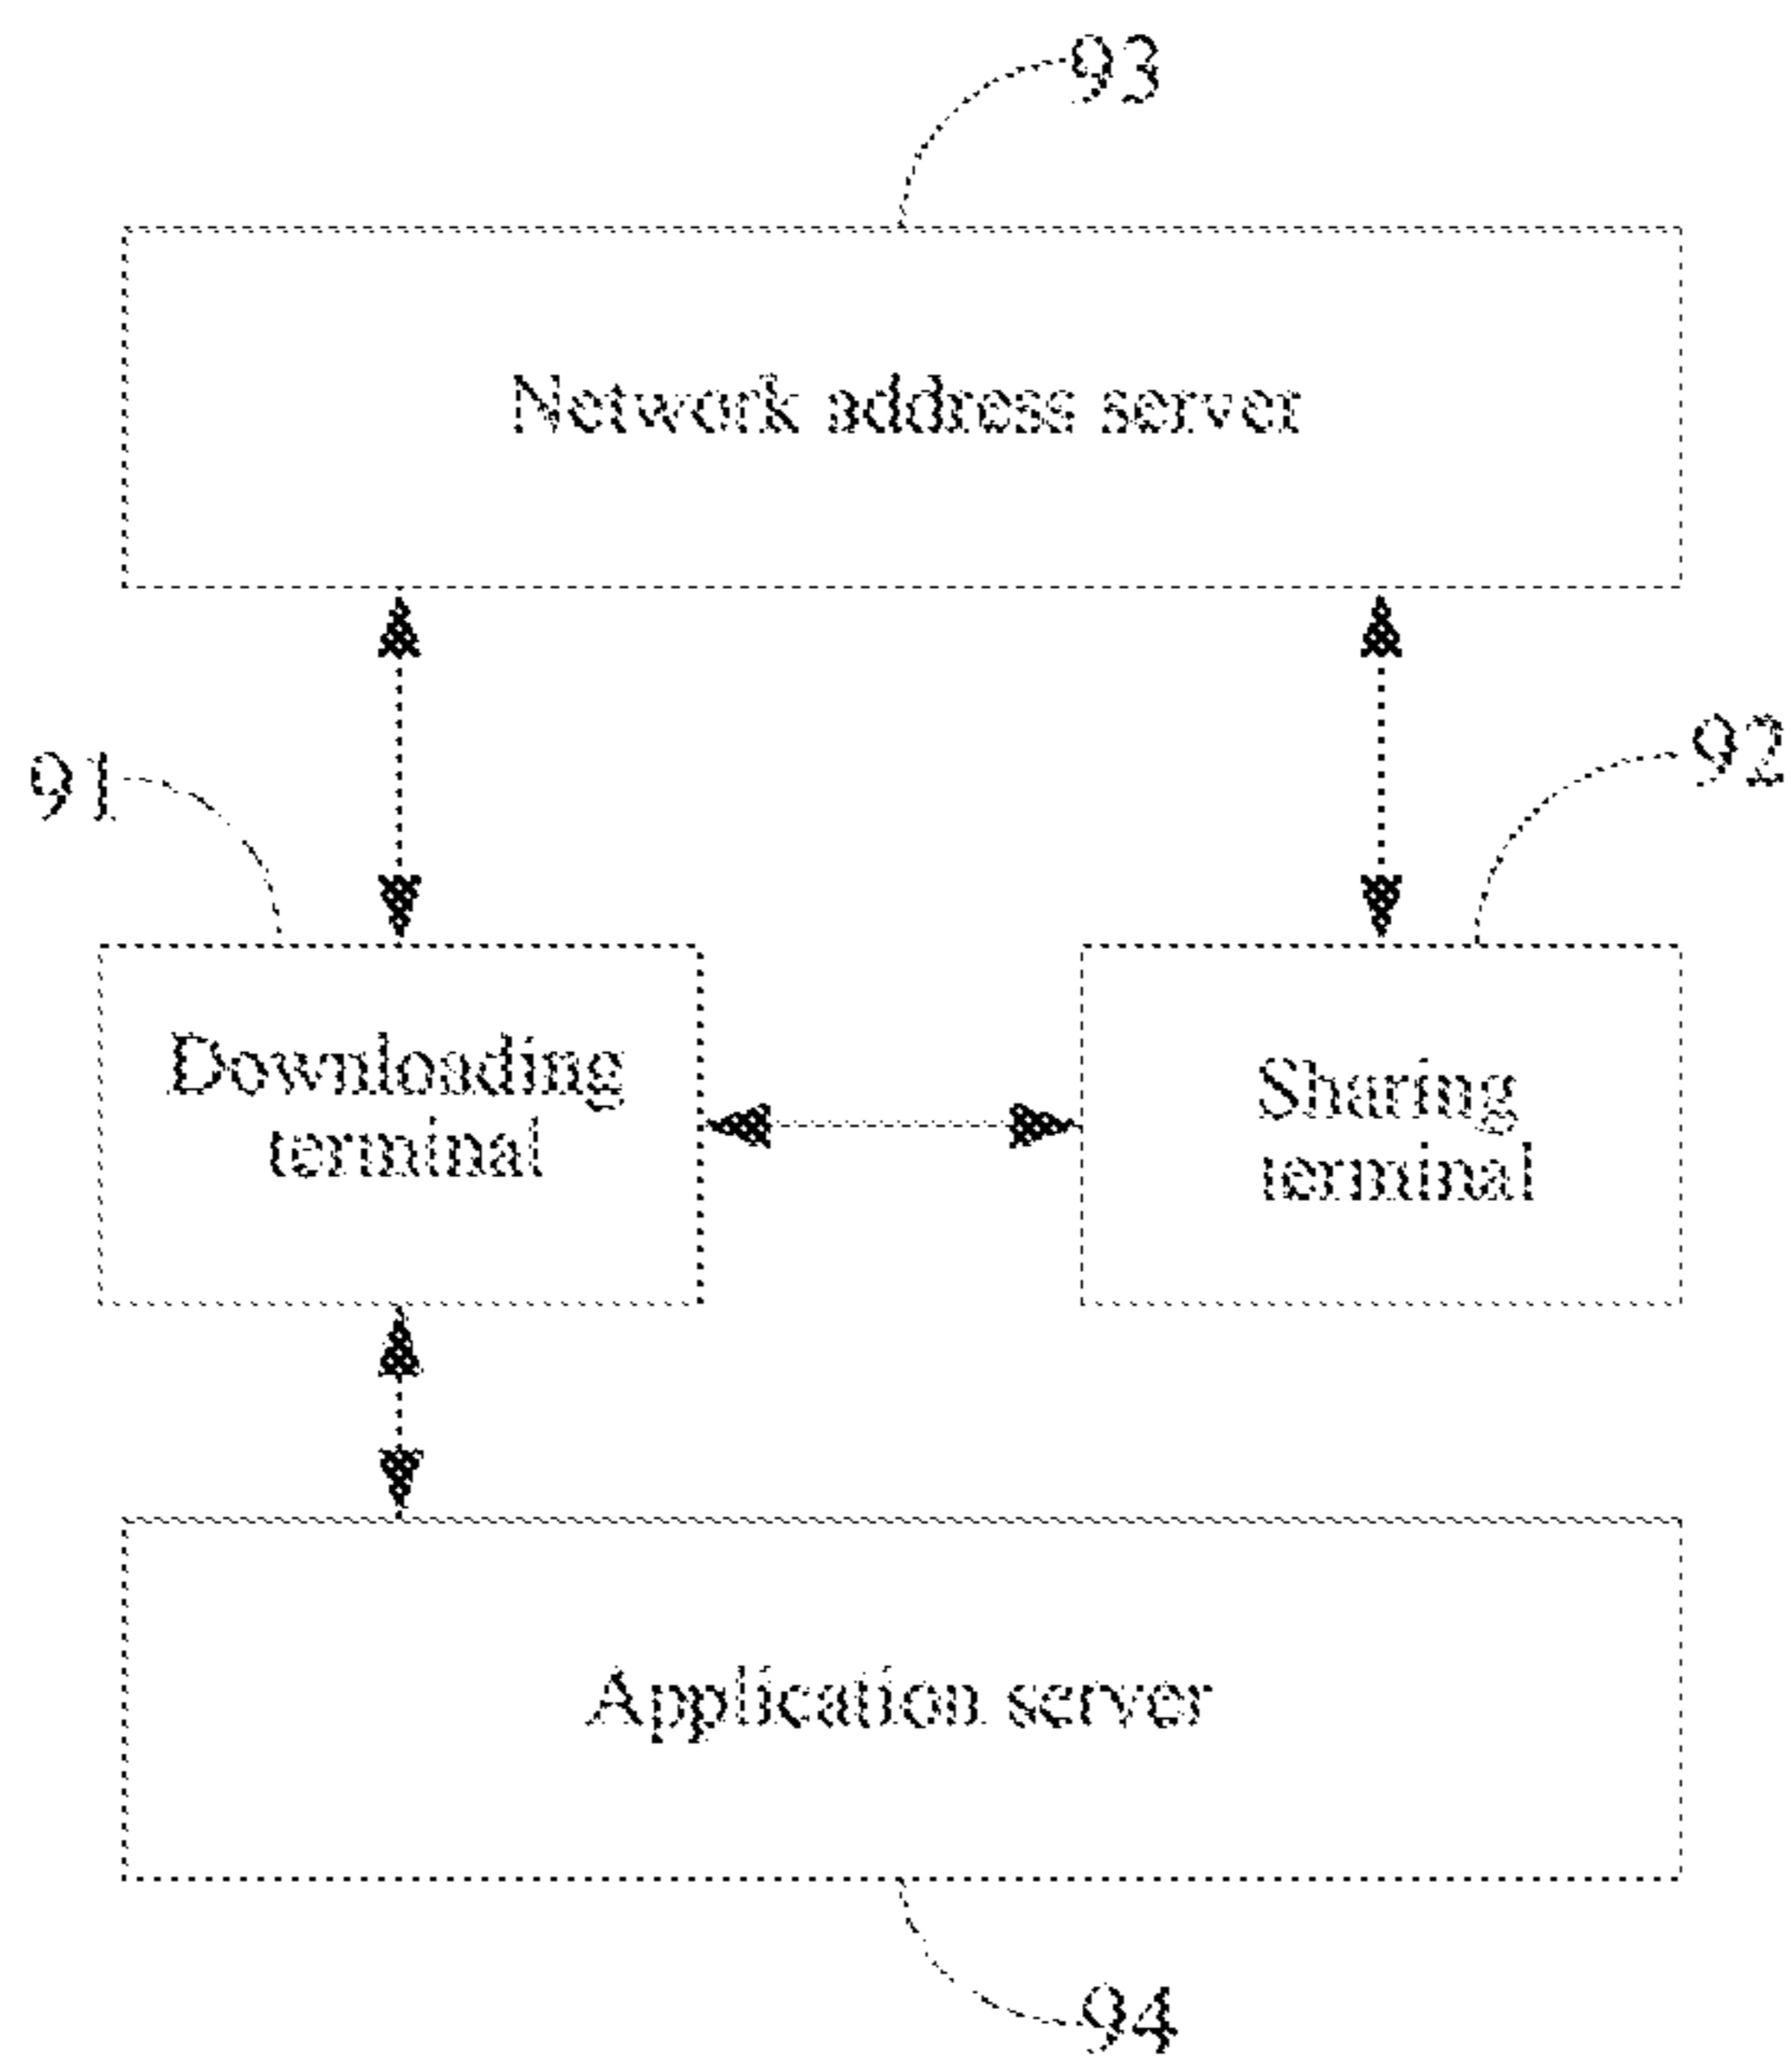 93
Network address server
91
92
Downloading
terminal
Sharing
terminal
Application server
94